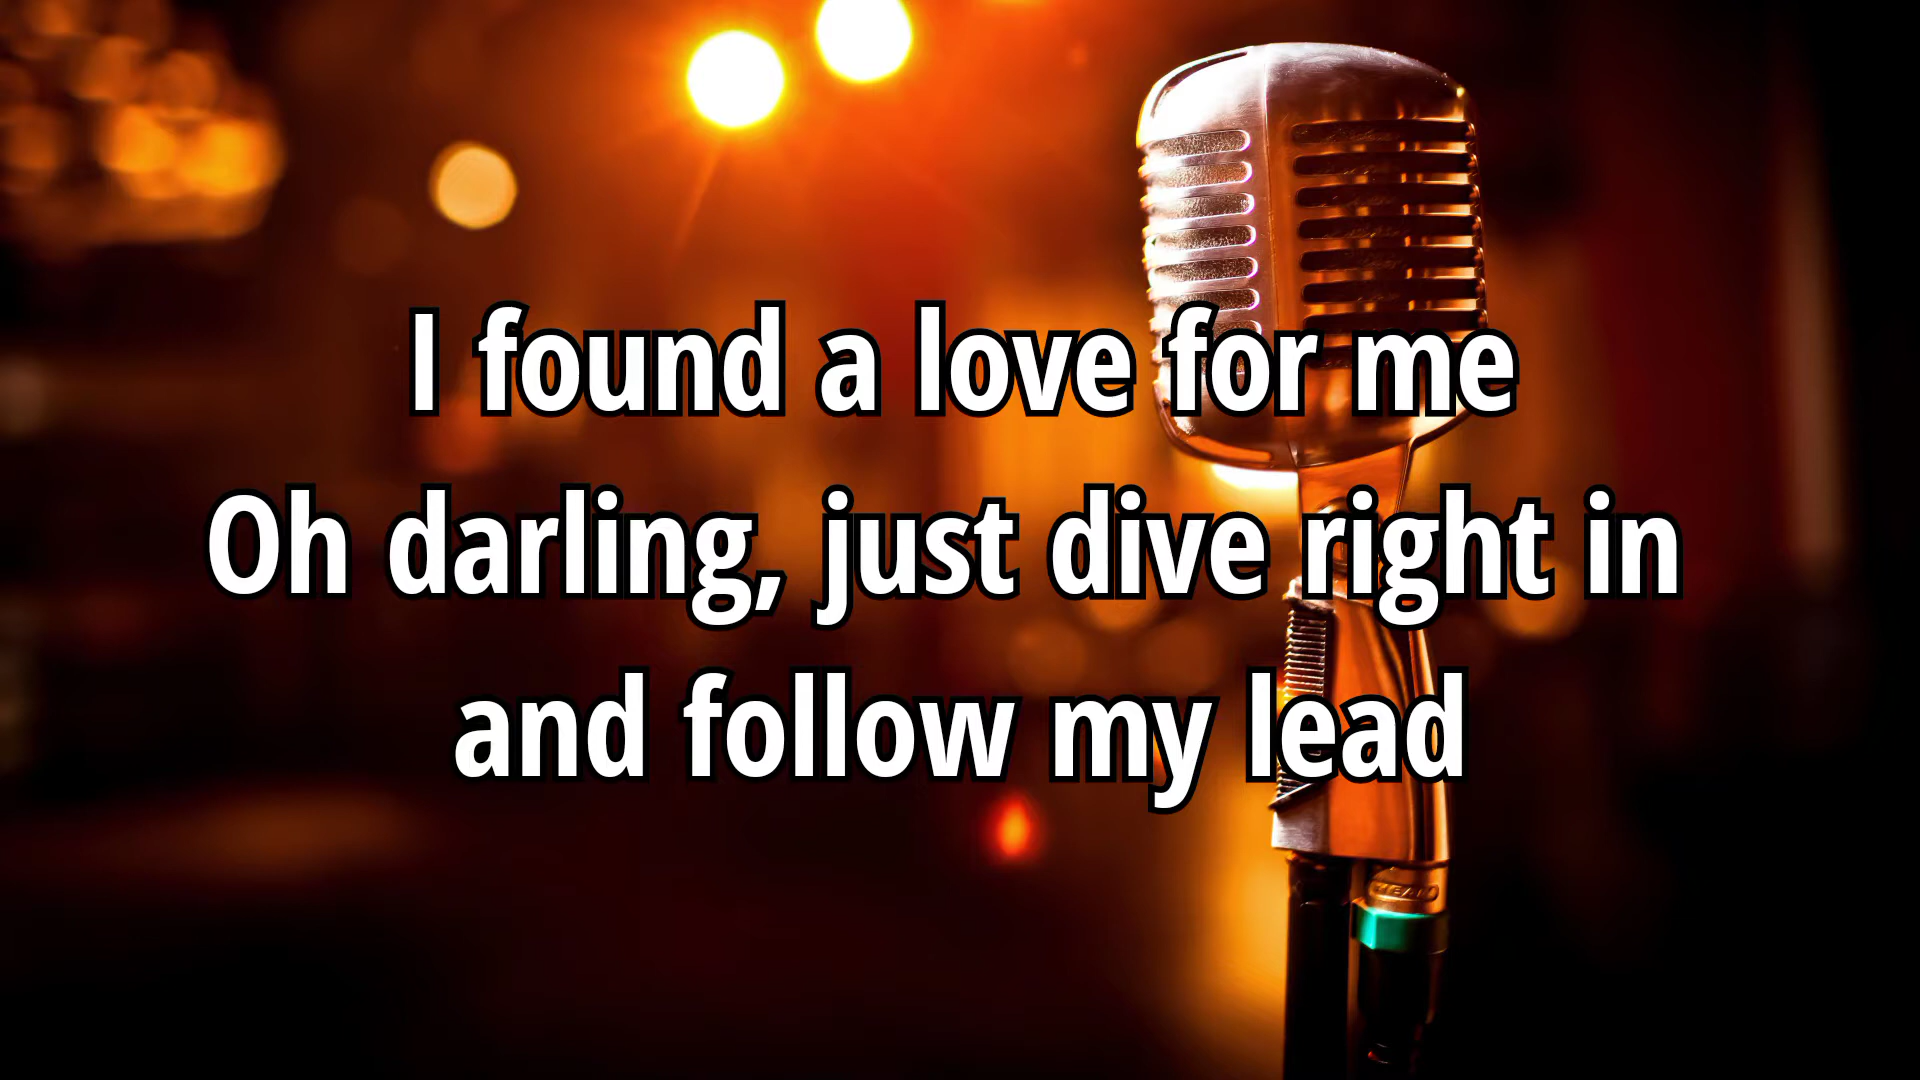 I found a love for me
Oh darling, just dive right in
and follow my lead